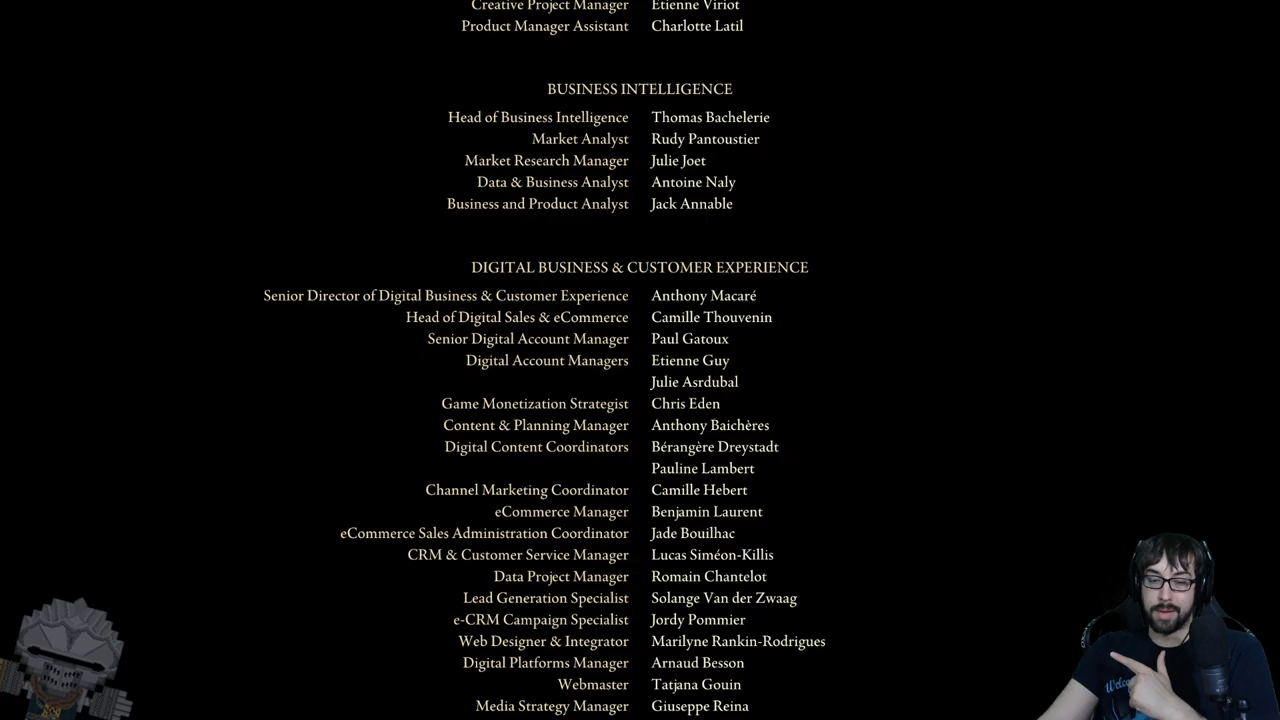 Creative Project Manager Etienne Viriot
Product Manager Assistant Charlotte Latil
BUSINESS INTELLIGENCE
Head of Business Intelligence Thomas Bachelerie
Market Analyst Rudy Pantoustier
Market Research Manager Julie Joet
Data & Business Analyst Antoine Naly
Business and Product Analyst Jack Annable
DIGITAL BUSINESS & CUSTOMER EXPERIENCE
Senior Director of Digital Business & Customer Experience Anthony Macaré
Head of Digital Sales & eCommerce Camille Thouvenin
Senior Digital Account Manager Paul Gatoux
Digital Account Managers Etienne Guy
Julie Asrdubal
Game Monetization Strategist Chris Eden
Content & Planning Manager Anthony Baichères
Digital Content Coordinators Bérangère Dreystadt
Pauline Lambert
Channel Marketing Coordinator Camille Hebert
eCommerce Manager Benjamin Laurent
eCommerce Sales Administration Coordinator Jade Bouilhac
CRM & Customer Service Manager Lucas Siméon-Killis
Data Project Manager Romain Chantelot
Lead Generation Specialist Solange Van der Zwaag
e-CRM Campaign Specialist Jordy Pommier
Web Designer & Integrator Marilyne Rankin-Rodrigues
Digital Platforms Manager Arnaud Besson
Webmaster Tatjana Gouin
Media Strategy Manager Giuseppe Reina